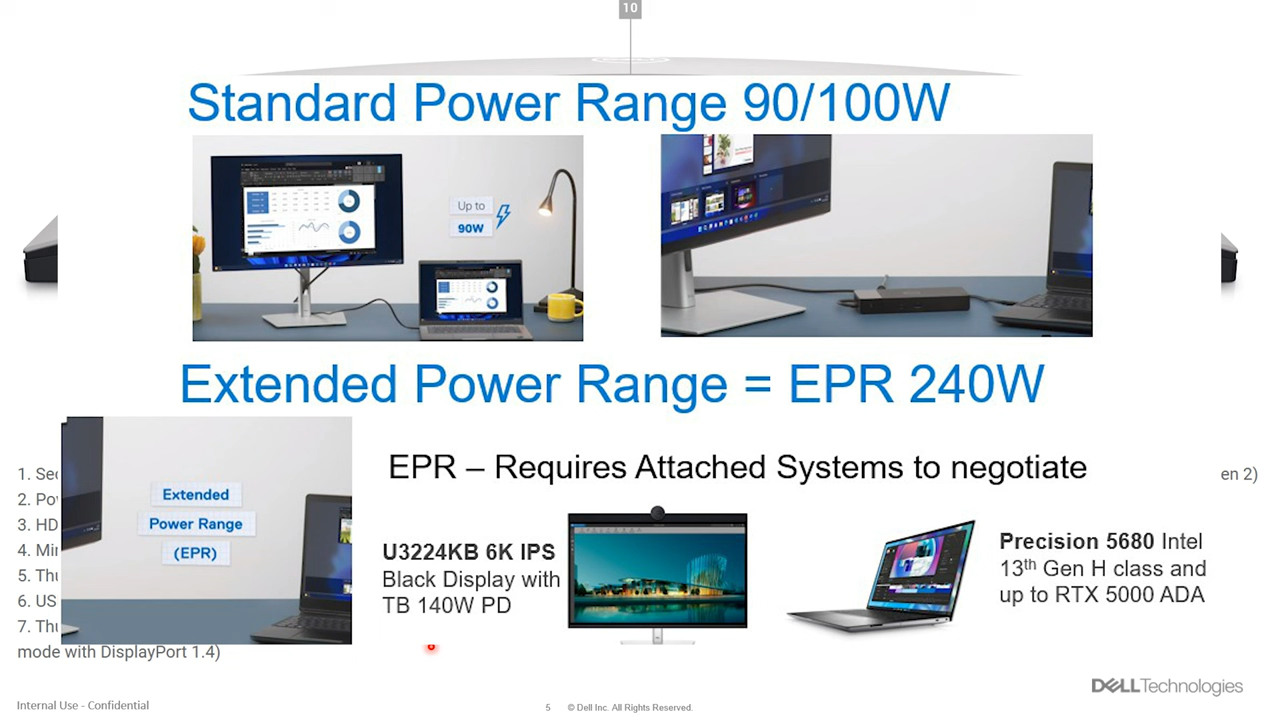 10
Standard Power Range 90/100W
Up to
90W
Extended Power Range = EPR 240W
Extended
Power Range
(EPR)
EPR – Requires Attached Systems to negotiate
U3224KB 6K IPS
Black Display with
TB 140W PD
Precision 5680 Intel
13th Gen H class and
up to RTX 5000 ADA
1. Sec
2. Po
3. HD
4. Mi
5. Thu
6. US
7. Thu
mode with DisplayPort 1.4)
en 2)
DELL Technologies
Internal Use - Confidential
5 © Dell Inc. All Rights Reserved.